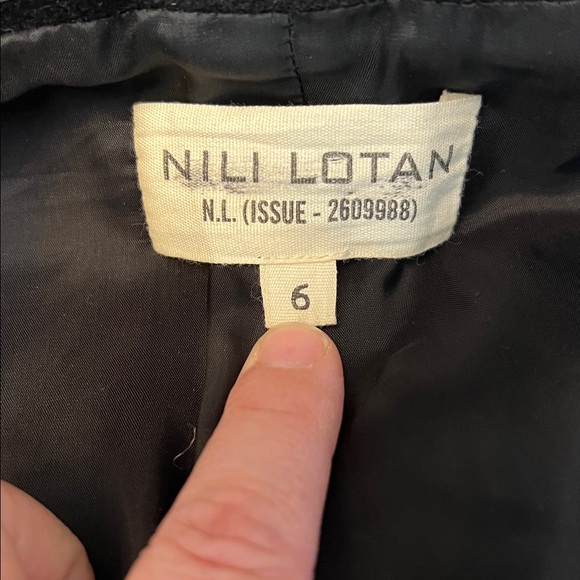 NILI LOTAN
N.L. (ISSUE - 2609988)
6